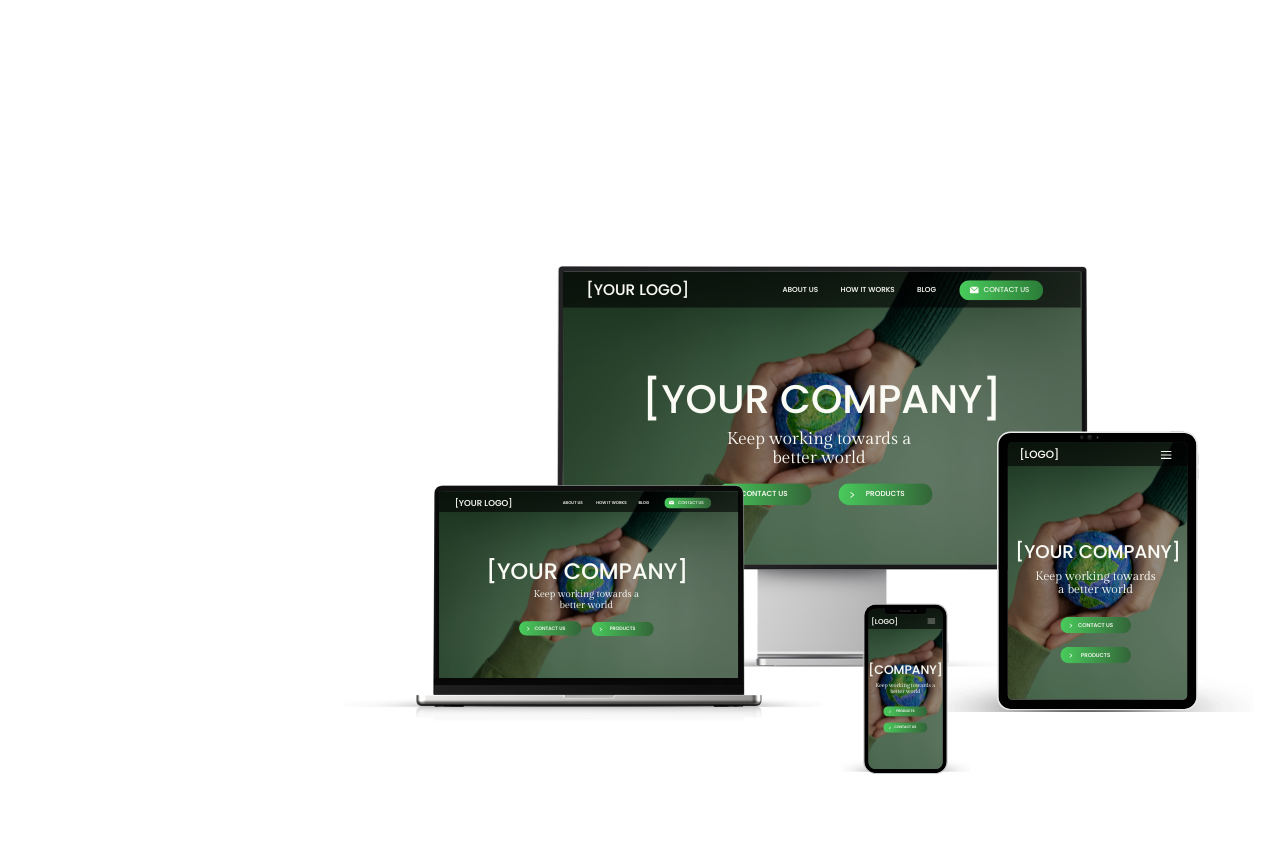 [YOUR LOGO]
ABOUT US HOW IT WORKS BLOG CONTACT US
[YOUR COMPANY]
Keep working towards a
better world
CONTACT US PRODUCTS
[YOUR LOGO]
ABOUT US HOW IT WORKS BLOG CONTACT US
[YOUR COMPANY]
Keep working towards a
better world
CONTACT US PRODUCTS
[LOGO]
[COMPANY]
Keep working towards a
better world
PRODUCTS
CONTACT US
[LOGO]
[YOUR COMPANY]
Keep working towards
a better world
CONTACT US
PRODUCTS